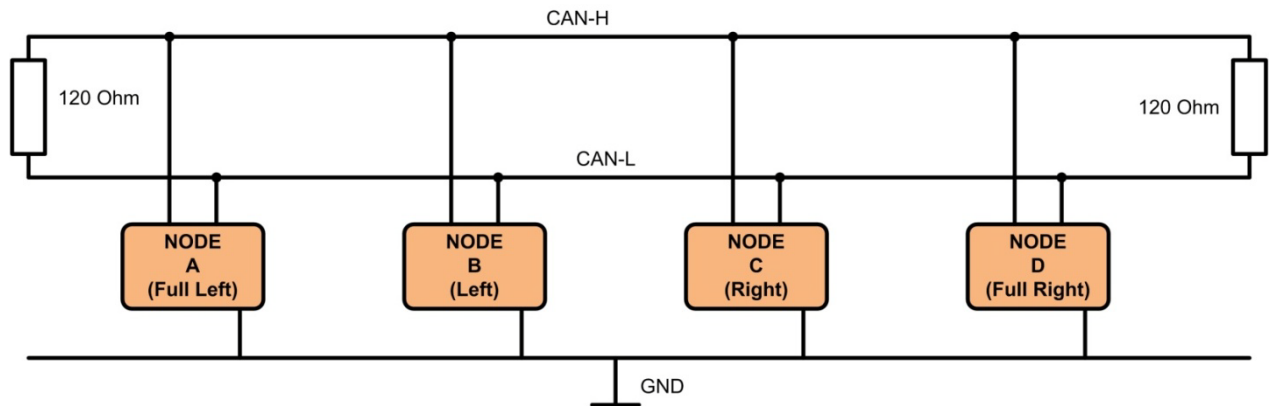 CAN-H
120 Ohm
120 Ohm
CAN-L
NODE
A
(Full Left)
NODE
B
(Left)
NODE
C
(Right)
NODE
D
(Full Right)
GND